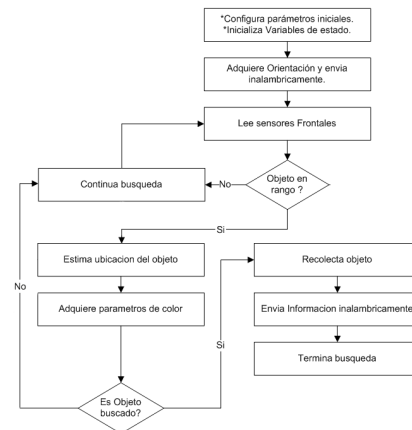 *Configura parámetros iniciales.
*Inicializa Variables de estado.
Adquiere Orientación y envia
inalambricamente.
Lee sensores Frontales
Continua busqueda
No
Objeto en
rango ?
Si
Estima ubicacion del objeto
Recolecta objeto
No
Adquiere parametros de color
Envia Informacion inalambricamente
Si
Termina busqueda
Es Objeto
buscado?